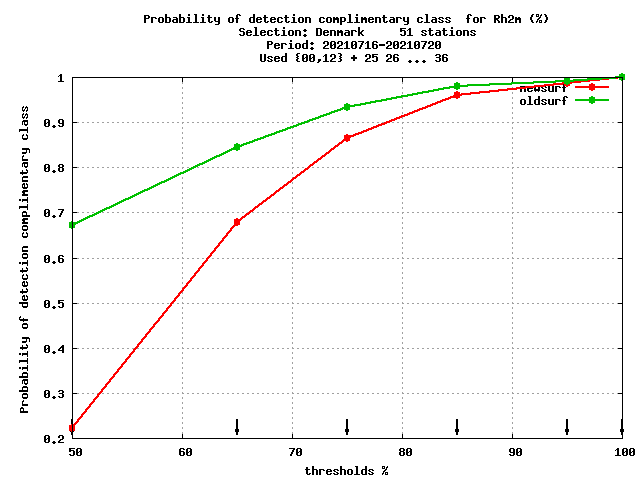 Probability of detection complimentary class  for Rh2m (%)
Selection: Denmark     51 stations
Period: 20210716-20210720
Used {00,12} + 25 26 ... 36
Probability of detection complimentary class
1
0.9
0.8
0.7
0.6
0.5
0.4
0.3
0.2
newsurf
oldsurf
50 60 70 80 90 100
thresholds %